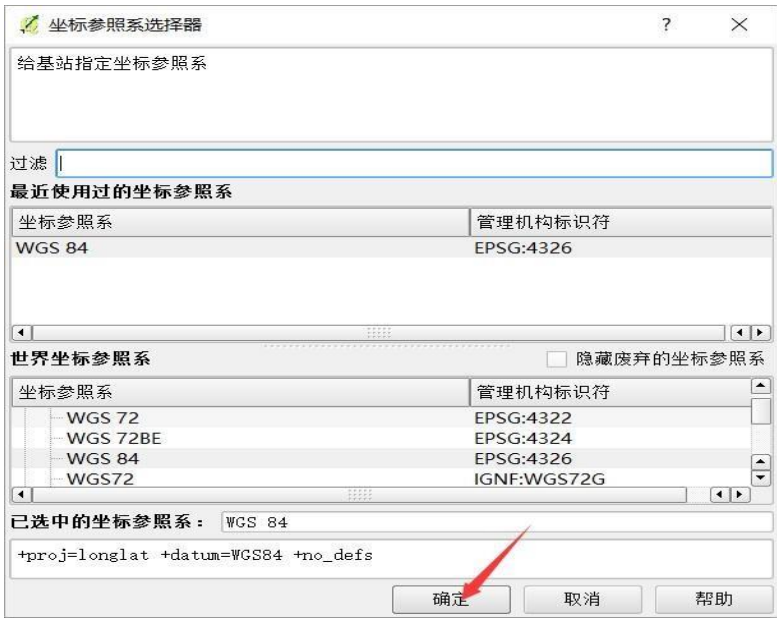 坐标参照系选择器 ?
给基站指定坐标参照系
过滤
最近使用过的坐标参照系
坐标参照系 管理机构标识符
WGS 84 EPSG:4326
世界坐标参照系 隐藏废弃的坐标参照系
坐标参照系 管理机构标识符
WGS 72 EPSG:4322
WGS 72BE EPSG:4324
WGS 84 EPSG:4326
WGS72 IGNF:WGS72G
已选中的坐标参照系： WGS 84
+proj=longlat +datum=WGS84 +no_defs
确定 取消 帮助